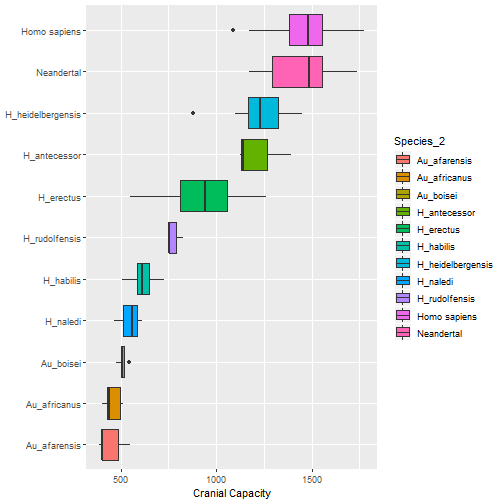 Homo sapiens
Neandertal
H_heidelbergensis
H_antecessor
H_erectus
H_rudolfensis
H_habilis
H_naledi
Au_boisei
Au_africanus
Au_afarensis
500
1000
1500
Cranial Capacity
Species_2
Au_afarensis
Au_africanus
Au_boisei
H_antecessor
H_erectus
H_habilis
H_heidelbergensis
H_naledi
H_rudolfensis
Homo sapiens
Neandertal